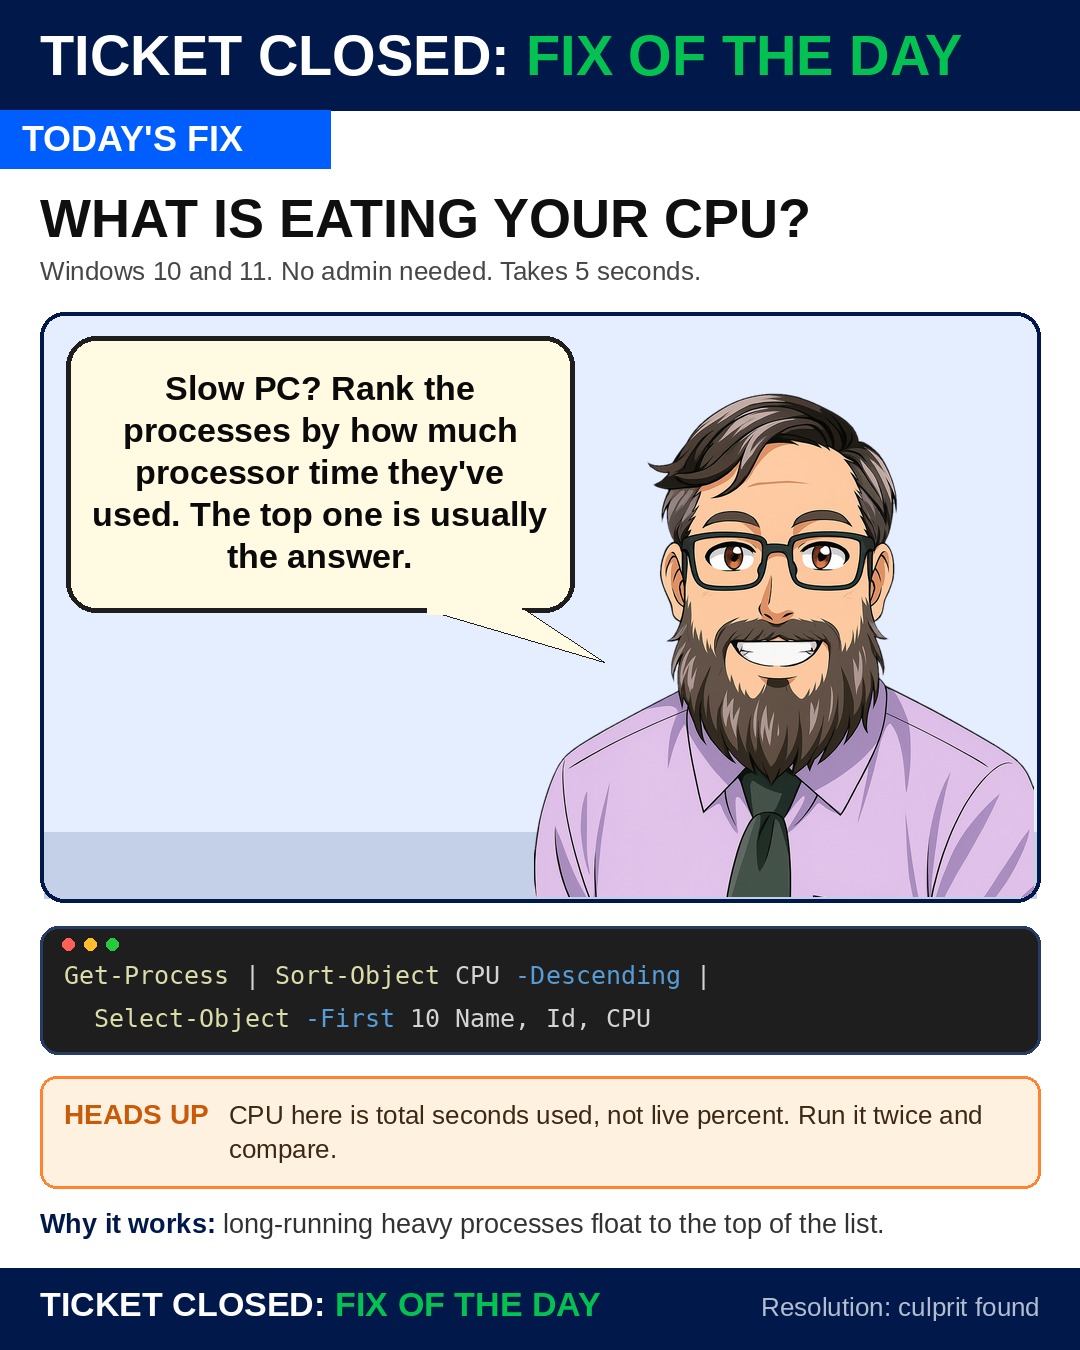 TICKET CLOSED: FIX OF THE DAY
TODAY'S FIX
WHAT IS EATING YOUR CPU?
Windows 10 and 11. No admin needed. Takes 5 seconds.
Slow PC? Rank the
processes by how much
processor time they've
used. The top one is usually
the answer.
Get-Process | Sort-Object CPU -Descending |
  Select-Object -First 10 Name, Id, CPU
HEADS UP CPU here is total seconds used, not live percent. Run it twice and
compare.
Why it works: long-running heavy processes float to the top of the list.
TICKET CLOSED: FIX OF THE DAY Resolution: culprit found